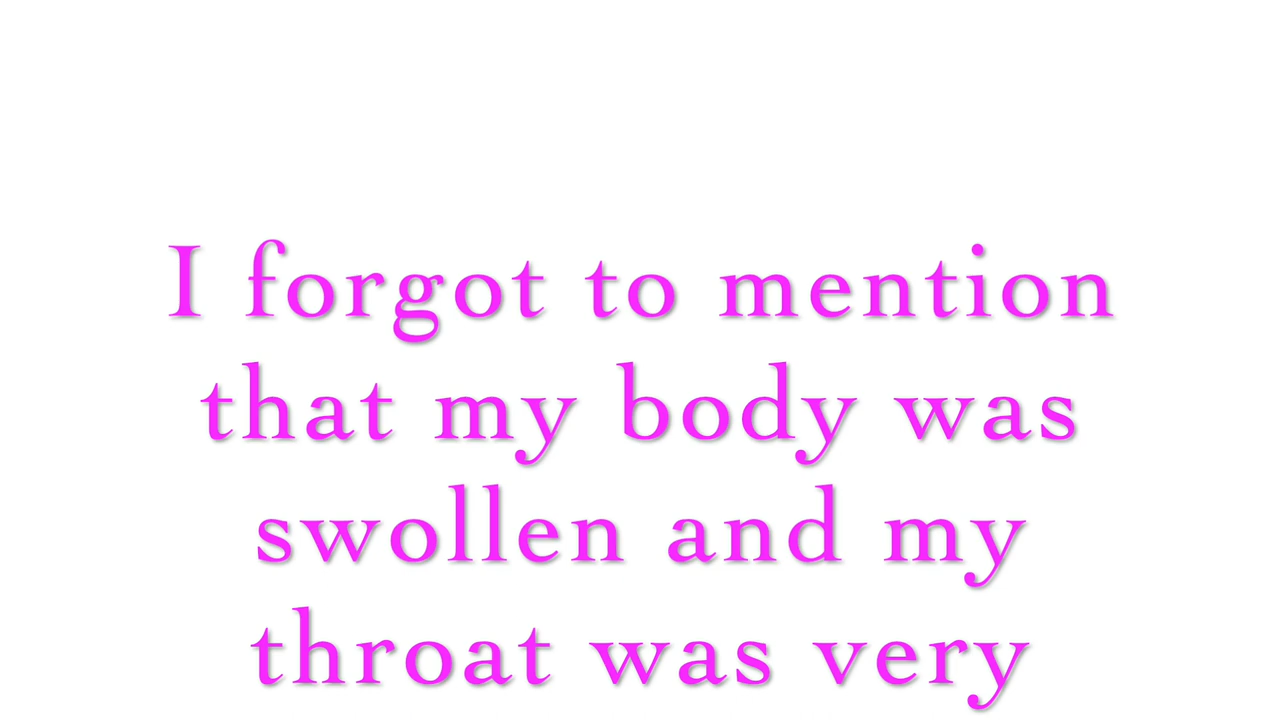 I forgot to mention
that my body was
swollen and my
throat was very